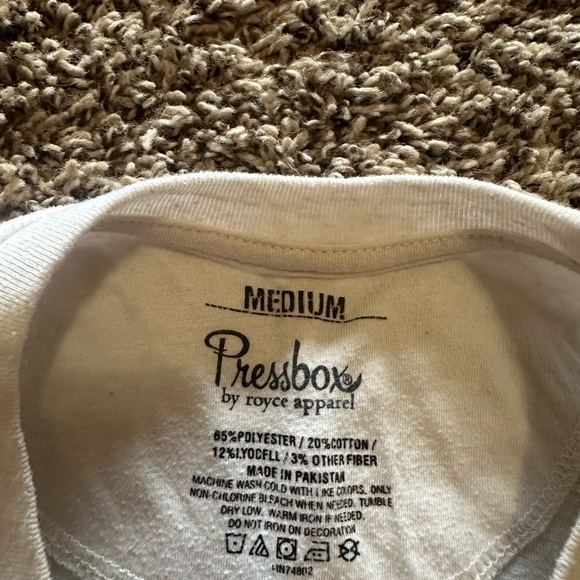 MEDIUM
Pressbox®
by royce apparel
65%POLYESTER / 20%COTTON /
12%LYOCELL / 3% OTHER FIBER
MADE IN PAKISTAN
MACHINE WASH COLD WITH LIKE COLORS, ONLY
NON-CHLORINE BLEACH WHEN NEEDED. TUMBLE
DRY LOW. WARM IRON IF NEEDED.
DO NOT IRON ON DECORATION